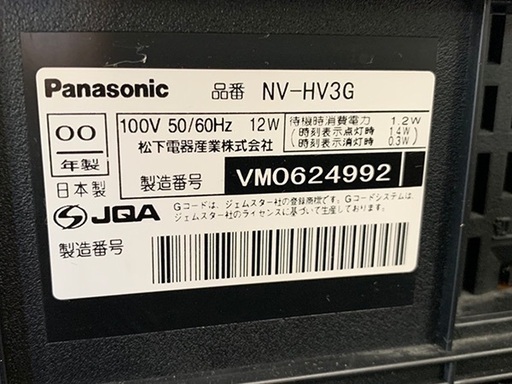 Panasonic 品番 NV-HV3G
00 年製 日本製
100V 50/60Hz 12W
松下電器産業株式会社
待機時消費電力 1.2W
(時刻表示点灯時 1.4W)
(時刻表示消灯時 0.3W)
製造番号 VM0624992
JQA
Gコードは、ジェムスター社の登録商標です。Gコードシステムは、
ジェムスター社のライセンスに基づいて生産しております。
製造番号